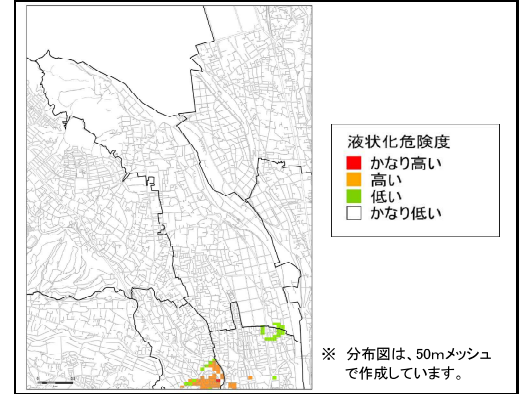 液状化危険度
かなり高い
高い
低い
かなり低い
※ 分布図は、50mメッシュ
で作成しています。